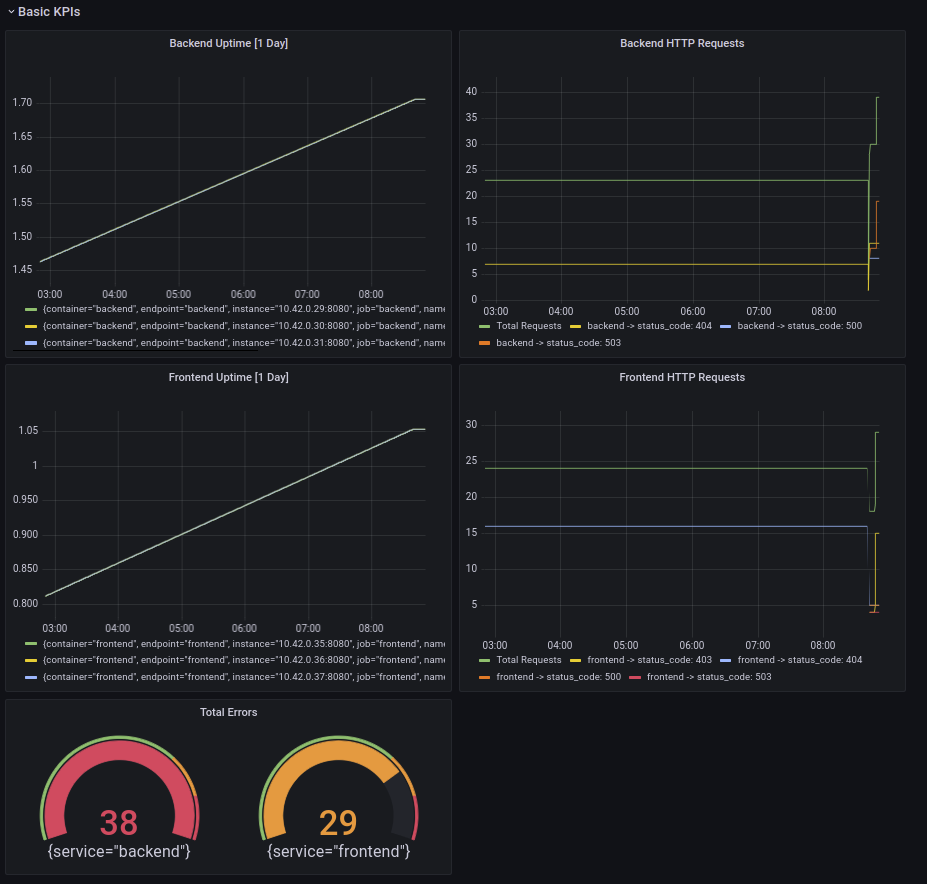 Basic KPIs
Backend Uptime [1 Day]
1.70
1.65
1.60
1.55
1.50
1.45
03:00 04:00 05:00 06:00 07:00 08:00
{container="backend", endpoint="backend", instance="10.42.0.29:8080", job="backend", name
{container="backend", endpoint="backend", instance="10.42.0.30:8080", job="backend", name
{container="backend", endpoint="backend", instance="10.42.0.31:8080", job="backend", name
Backend HTTP Requests
40
35
30
25
20
15
10
5
0
03:00 04:00 05:00 06:00 07:00 08:00
Total Requests backend -> status_code: 404 backend -> status_code: 500
backend -> status_code: 503
Frontend Uptime [1 Day]
1.05
1
0.950
0.900
0.850
0.800
03:00 04:00 05:00 06:00 07:00 08:00
{container="frontend", endpoint="frontend", instance="10.42.0.35:8080", job="frontend", nam
{container="frontend", endpoint="frontend", instance="10.42.0.36:8080", job="frontend", nam
{container="frontend", endpoint="frontend", instance="10.42.0.37:8080", job="frontend", nam
Frontend HTTP Requests
30
25
20
15
10
5
03:00 04:00 05:00 06:00 07:00 08:00
Total Requests frontend -> status_code: 403 frontend -> status_code: 404
frontend -> status_code: 500 frontend -> status_code: 503
Total Errors
38 29
{service="backend"} {service="frontend"}